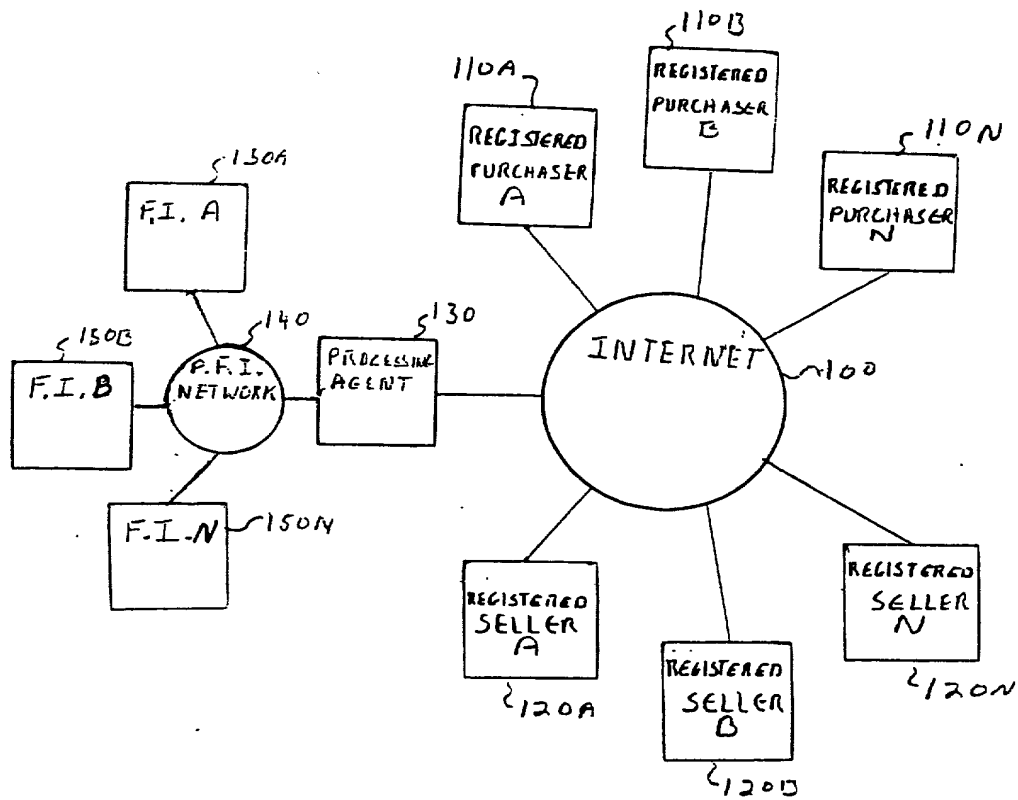 110B
REGISTERED
PURCHASER
B
110A
REGISTERED
PURCHASER
A
110N
REGISTERED
PURCHASER
N
150A
F.I. A
150B
F.I. B
140
P.F.I.
NETWORK
130
PROCESSING
AGENT
INTERNET
100
F.I.N
150N
REGISTERED
SELLER
A
120A
REGISTERED
SELLER
B
120B
REGISTERED
SELLER
N
120N